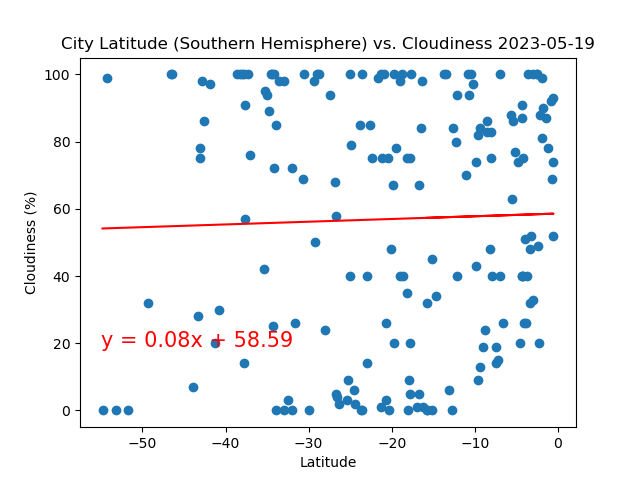 City Latitude (Southern Hemisphere) vs. Cloudiness 2023-05-19
100
80
60
40
20
0
Cloudiness (%)
y = 0.08x + 58.59
−50 −40 −30 −20 −10 0
Latitude